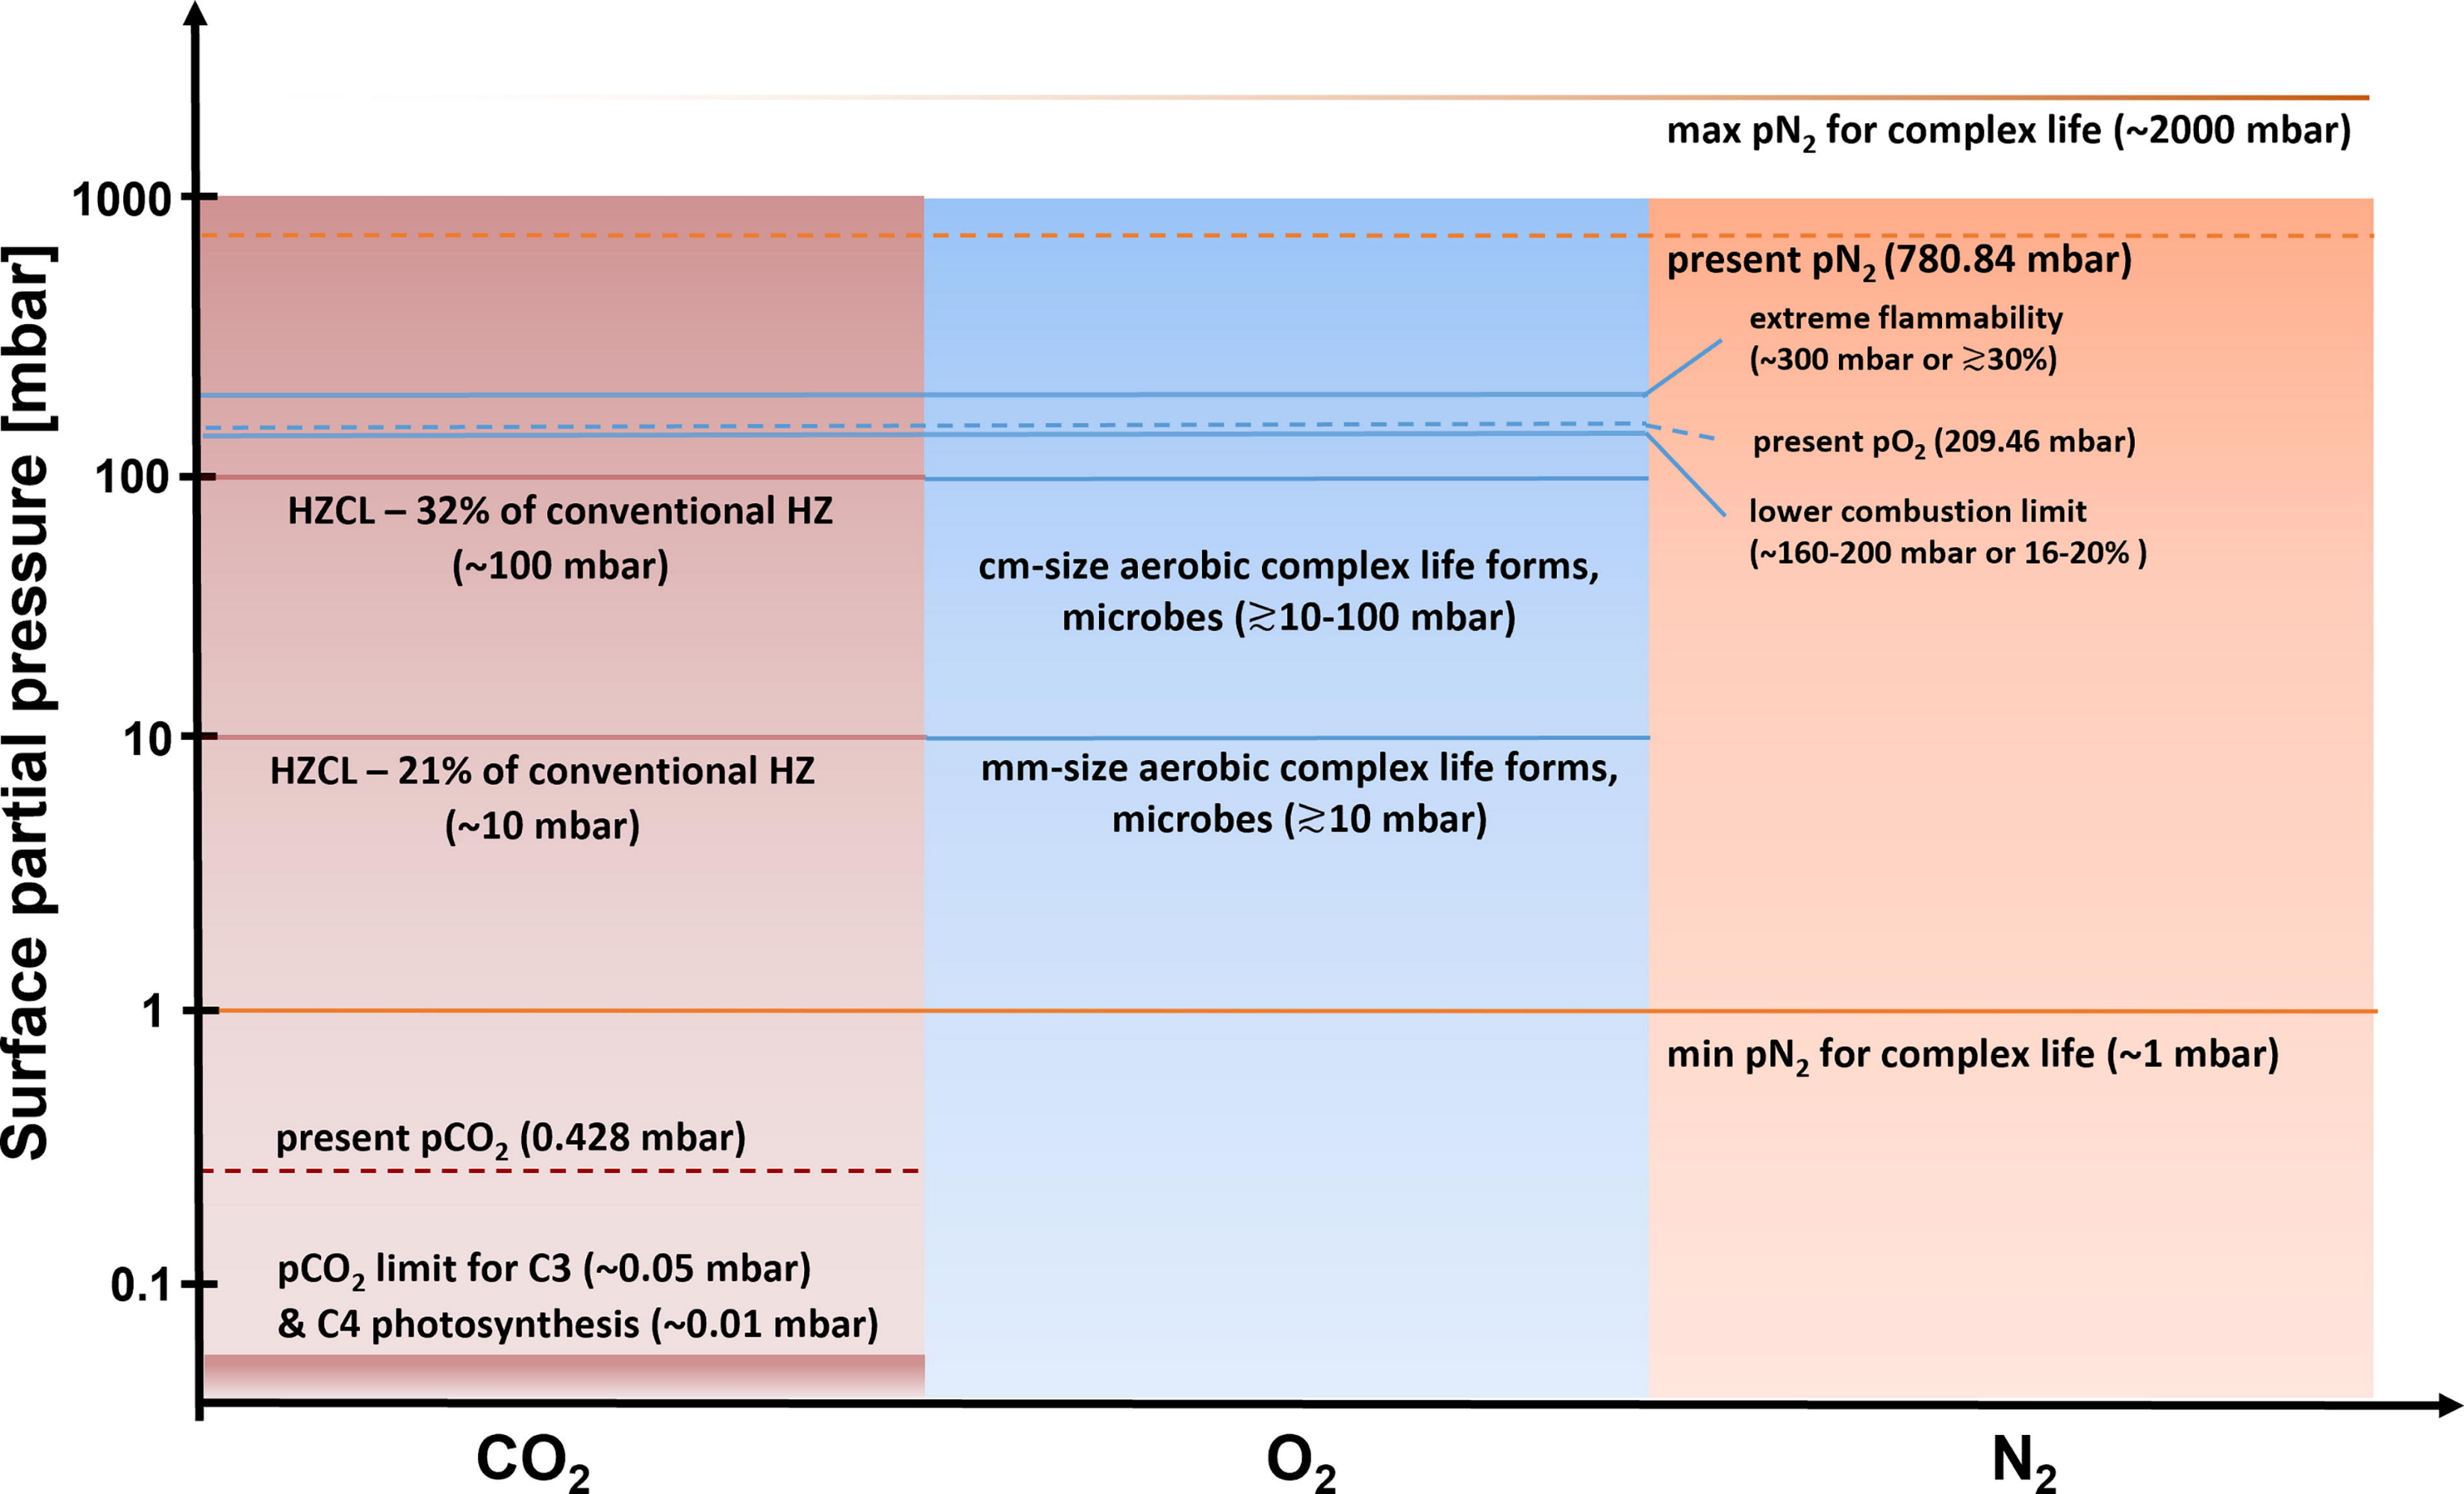 Surface partial pressure [mbar]
max pN₂ for complex life (~2000 mbar)
1000
present pN₂ (780.84 mbar)
extreme flammability
(~300 mbar or ≳30%)
present pO₂ (209.46 mbar)
100
HZCL – 32% of conventional HZ
(~100 mbar)
lower combustion limit
(~160-200 mbar or 16-20% )
cm-size aerobic complex life forms,
microbes (≳10-100 mbar)
10
HZCL – 21% of conventional HZ
(~10 mbar)
mm-size aerobic complex life forms,
microbes (≳10 mbar)
1
min pN₂ for complex life (~1 mbar)
present pCO₂ (0.428 mbar)
0.1
pCO₂ limit for C3 (~0.05 mbar)
& C4 photosynthesis (~0.01 mbar)
CO₂
O₂
N₂